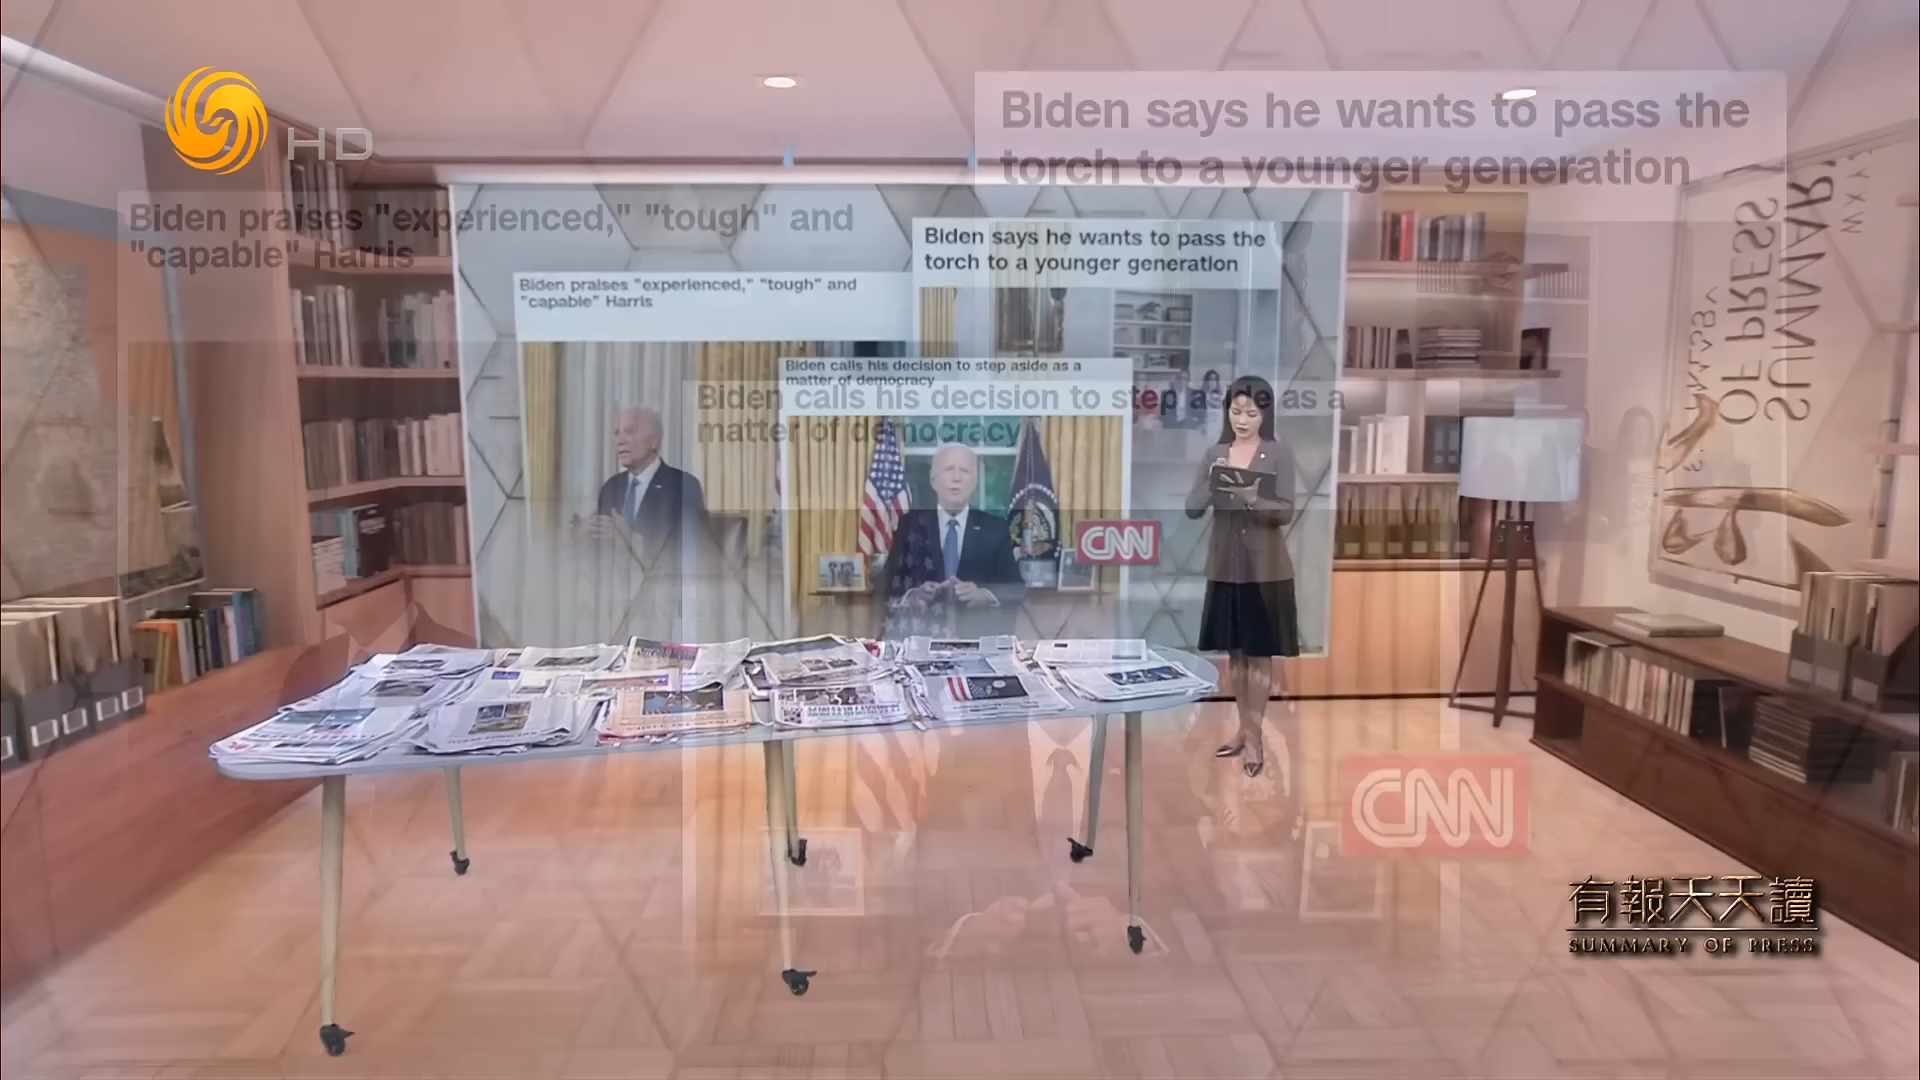 HD
Biden says he wants to pass the
torch to a younger generation
Biden praises "experienced," "tough" and
"capable" Harris
Biden says he wants to pass the
torch to a younger generation
Biden praises "experienced," "tough" and
"capable" Harris
Biden calls his decision to step aside as a
matter of democracy
Biden calls his decision to step aside as a
matter of democracy
CNN
CNN
SUMMARY
OF PRESS
有報天天讀
SUMMARY OF PRESS